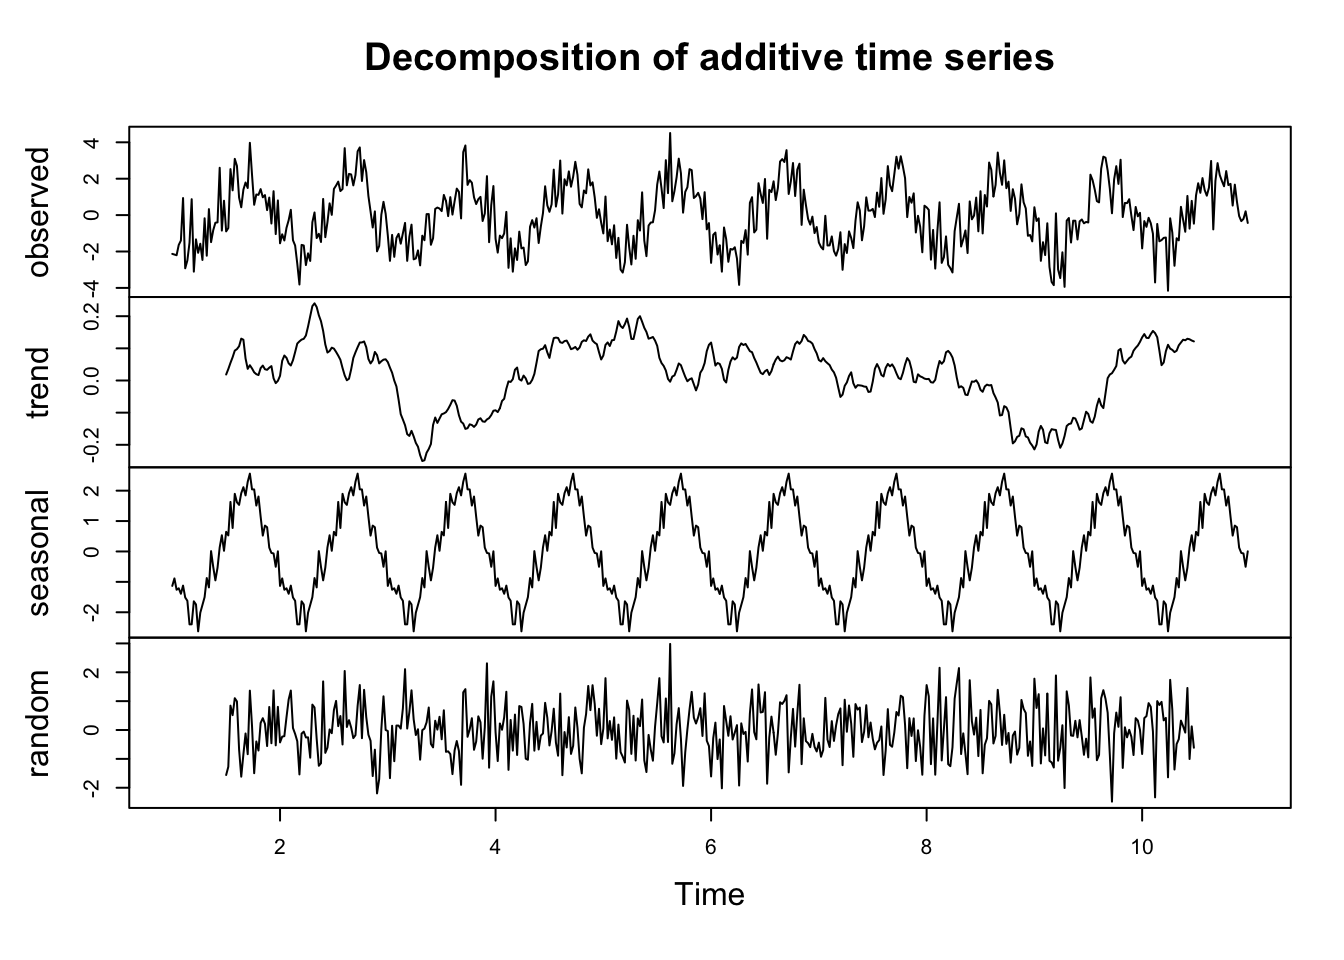 Decomposition of additive time series
observed
-4 -2 0 2 4
trend
-0.2 0.0 0.2
seasonal
-2 0 1 2
random
-2 0 2
2 4 6 8 10
Time